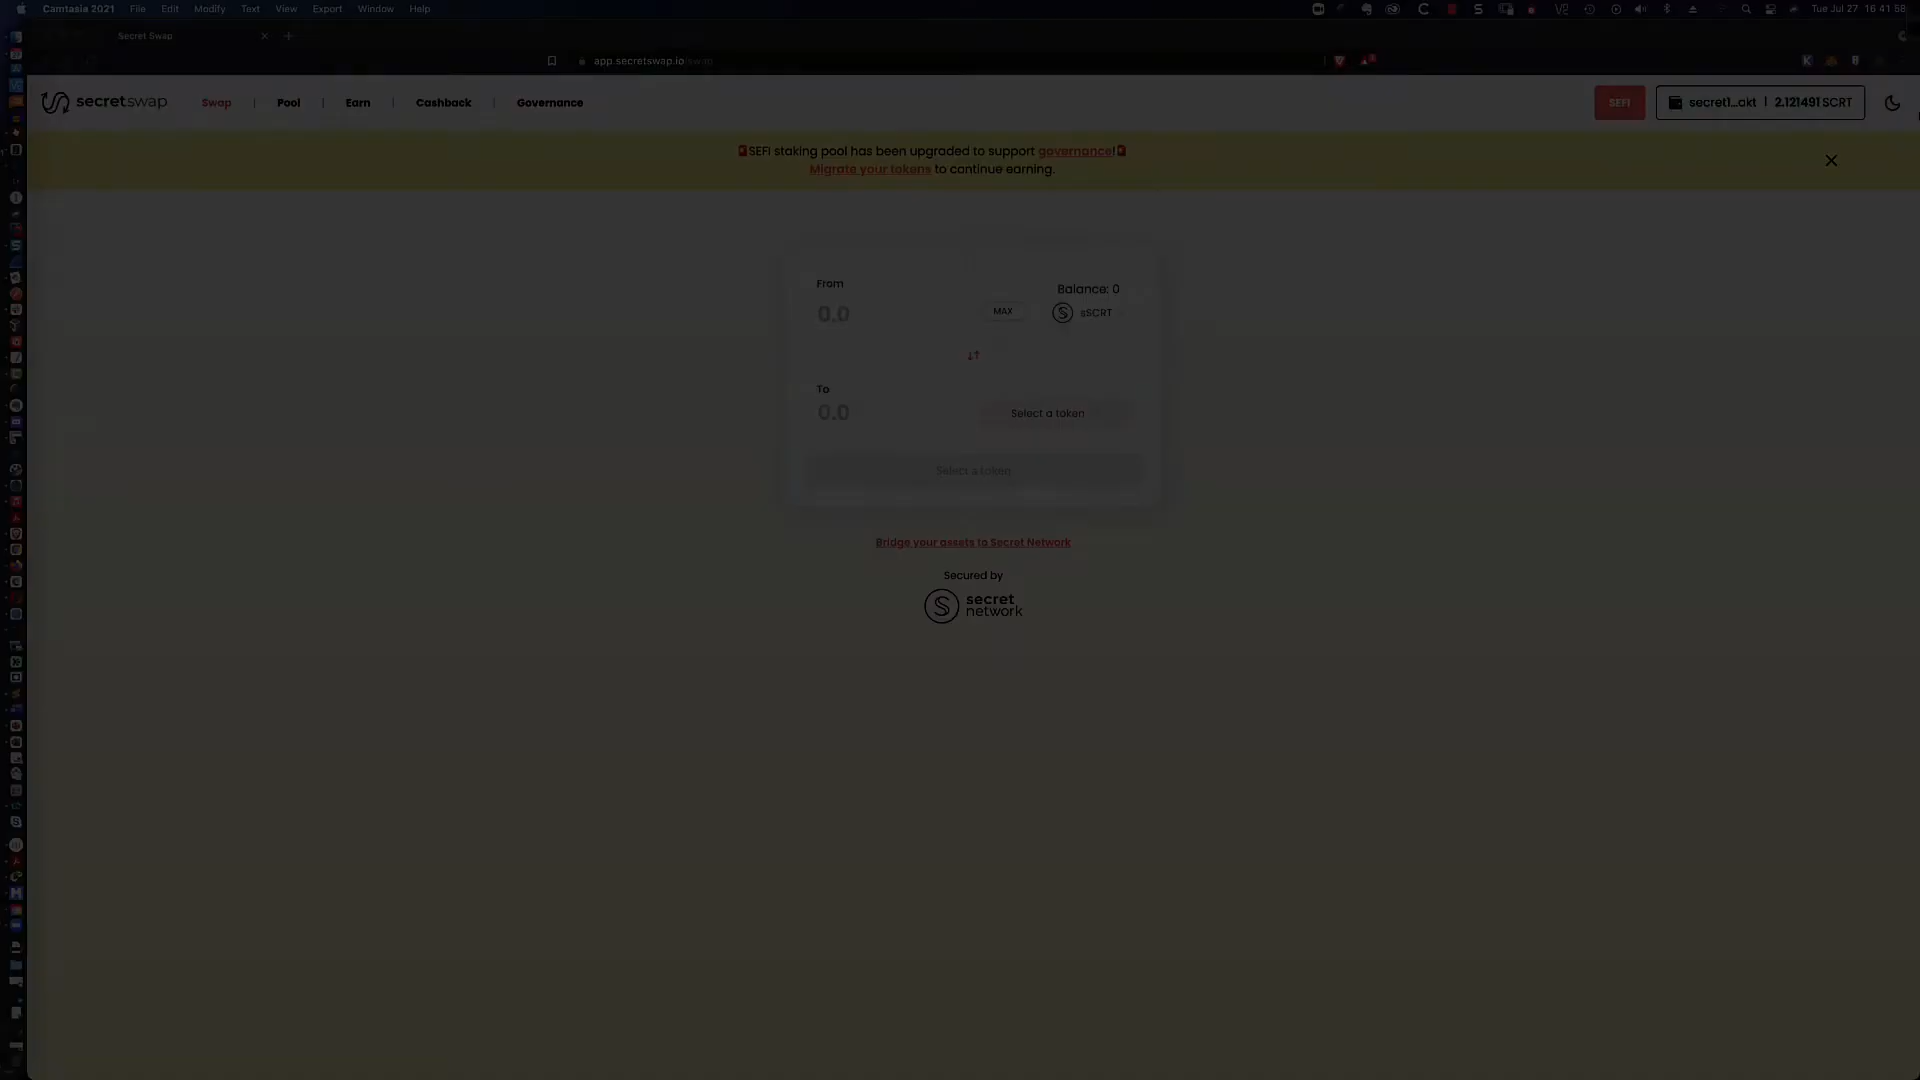 Camtasia 2021 File Edit Modify Text View Export Window Help Tue Jul 27 16 41 58
Secret Swap
app.secretswap.io/swap
secretswap Swap | Pool | Earn | Cashback | Governance SEFI secret1...akt | 2.121491 SCRT
SEFI staking pool has been upgraded to support governance!
Migrate your tokens to continue earning.
From
Balance: 0
0.0 MAX sSCRT
To
0.0 Select a token
Select a token
Bridge your assets to Secret Network
Secured by
secret
network